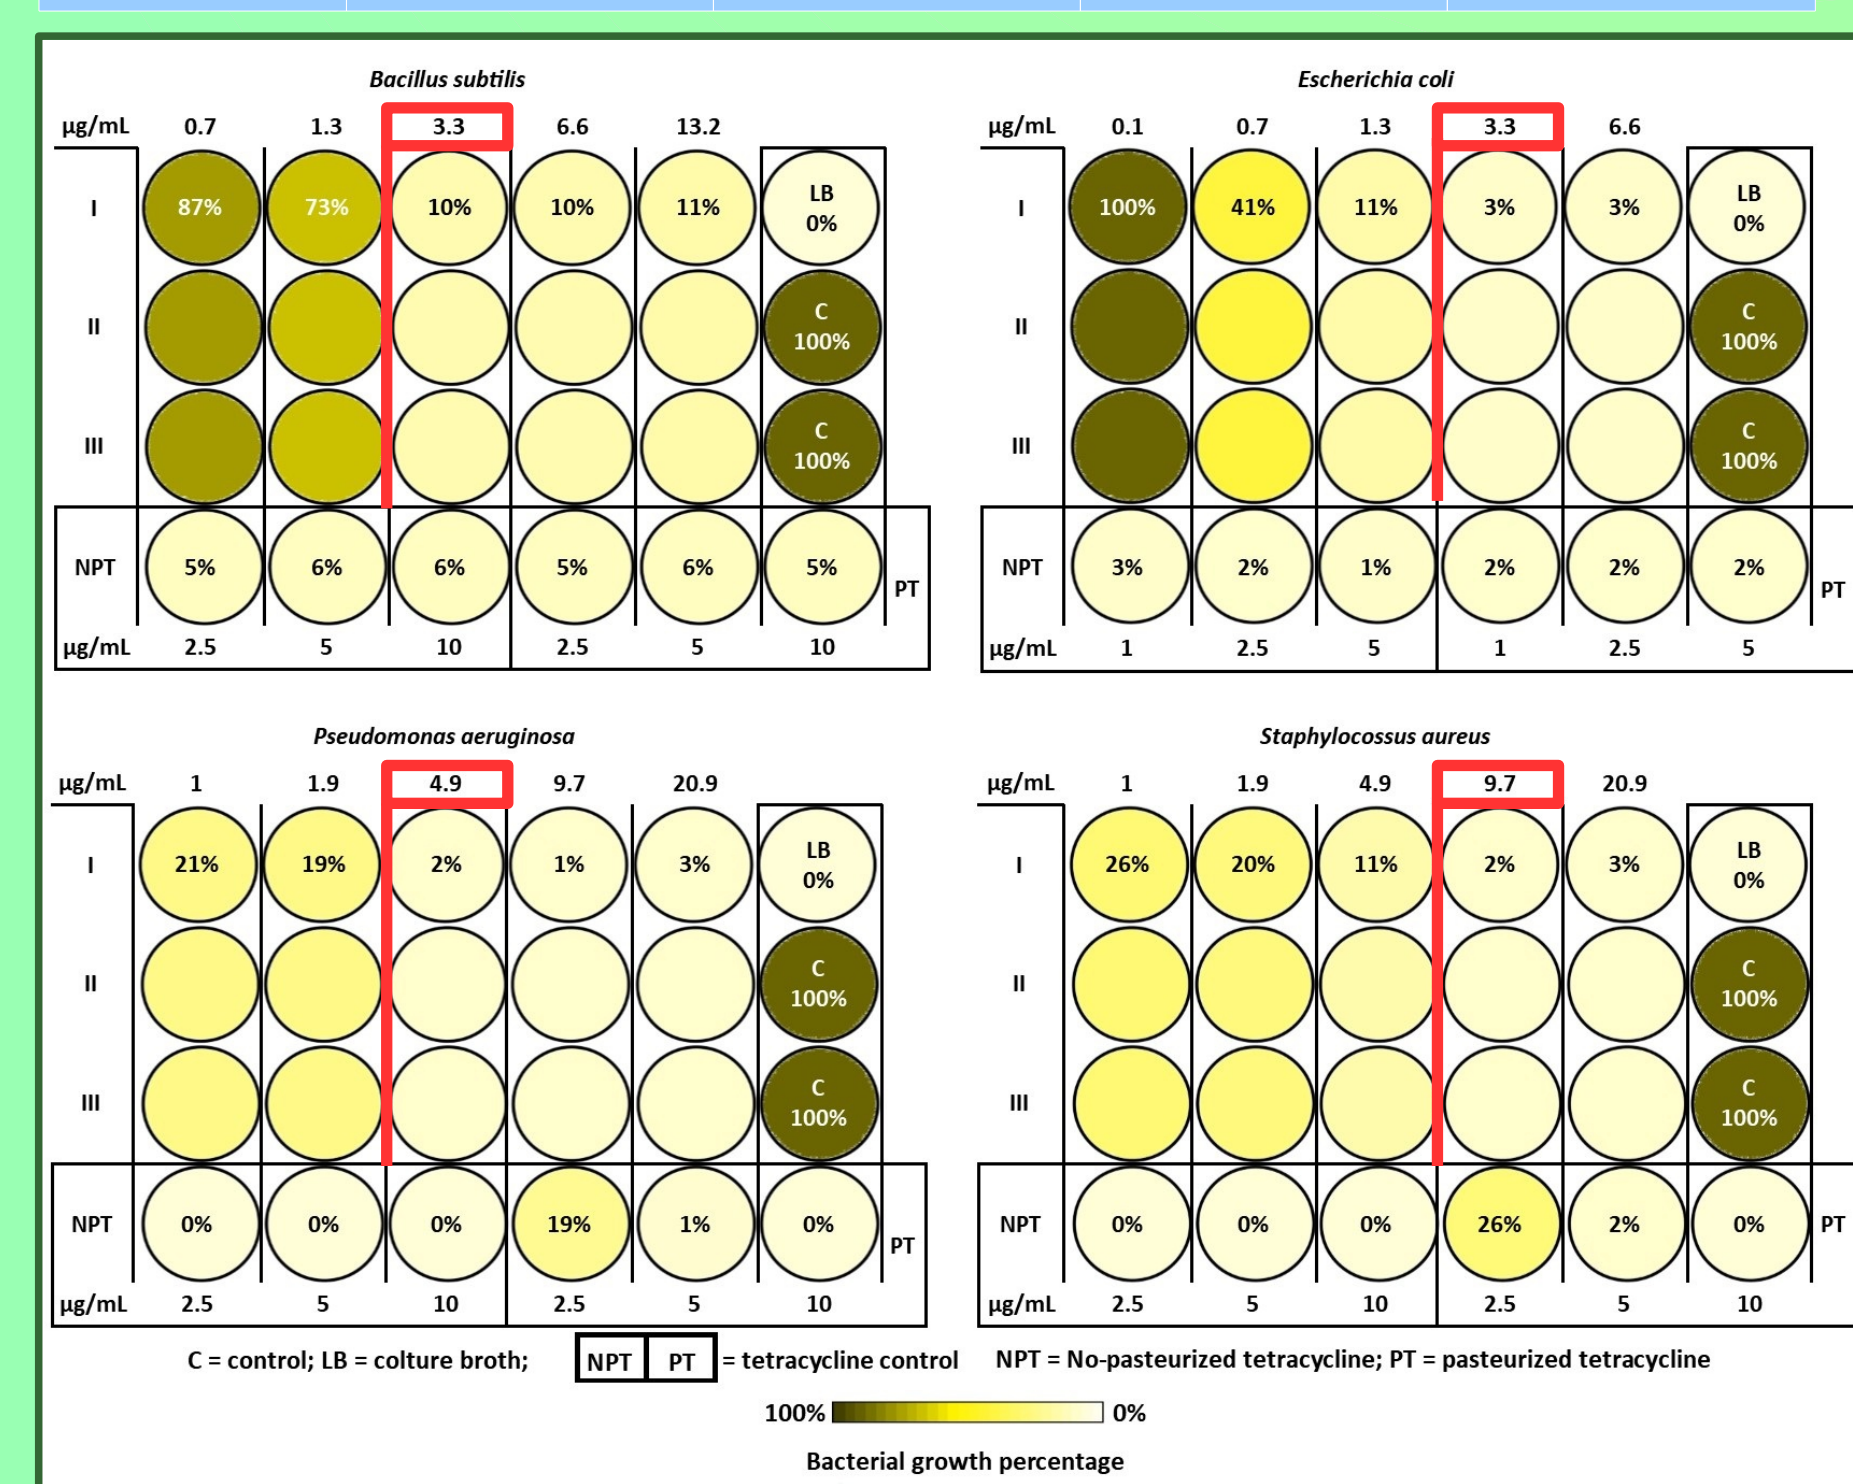 Bacillus subtilis
µg/mL 0.7 1.3 3.3 6.6 13.2
I 87% 73% 10% 10% 11% LB 0%
II C 100%
III C 100%
NPT 5% 6% 6% 5% 6% 5% PT
µg/mL 2.5 5 10 2.5 5 10
Escherichia coli
µg/mL 0.1 0.7 1.3 3.3 6.6
I 100% 41% 11% 3% 3% LB 0%
II C 100%
III C 100%
NPT 3% 2% 1% 2% 2% 2% PT
µg/mL 1 2.5 5 1 2.5 5
Pseudomonas aeruginosa
µg/mL 1 1.9 4.9 9.7 20.9
I 21% 19% 2% 1% 3% LB 0%
II C 100%
III C 100%
NPT 0% 0% 0% 19% 1% 0% PT
µg/mL 2.5 5 10 2.5 5 10
Staphylocossus aureus
µg/mL 1 1.9 4.9 9.7 20.9
I 26% 20% 11% 2% 3% LB 0%
II C 100%
III C 100%
NPT 0% 0% 0% 26% 2% 0% PT
µg/mL 2.5 5 10 2.5 5 10
C = control; LB = colture broth; NPT PT = tetracycline control NPT = No-pasteurized tetracycline; PT = pasteurized tetracycline
100% 0%
Bacterial growth percentage